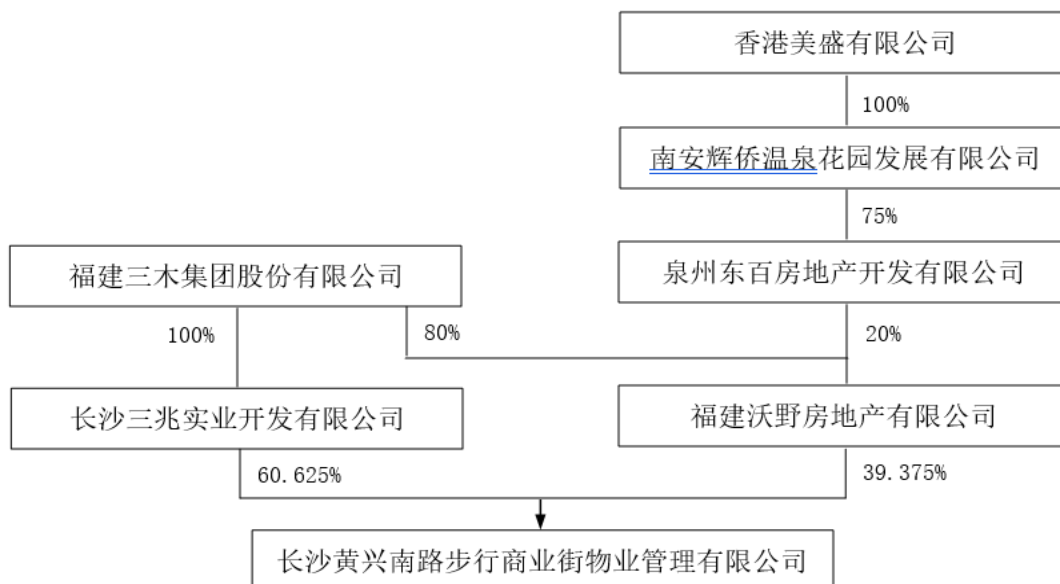 香港美盛有限公司
100%
南安辉侨温泉花园发展有限公司
75%
福建三木集团股份有限公司
泉州东百房地产开发有限公司
100%
80%
20%
长沙三兆实业开发有限公司
福建沃野房地产有限公司
60.625%
39.375%
长沙黄兴南路步行商业街物业管理有限公司